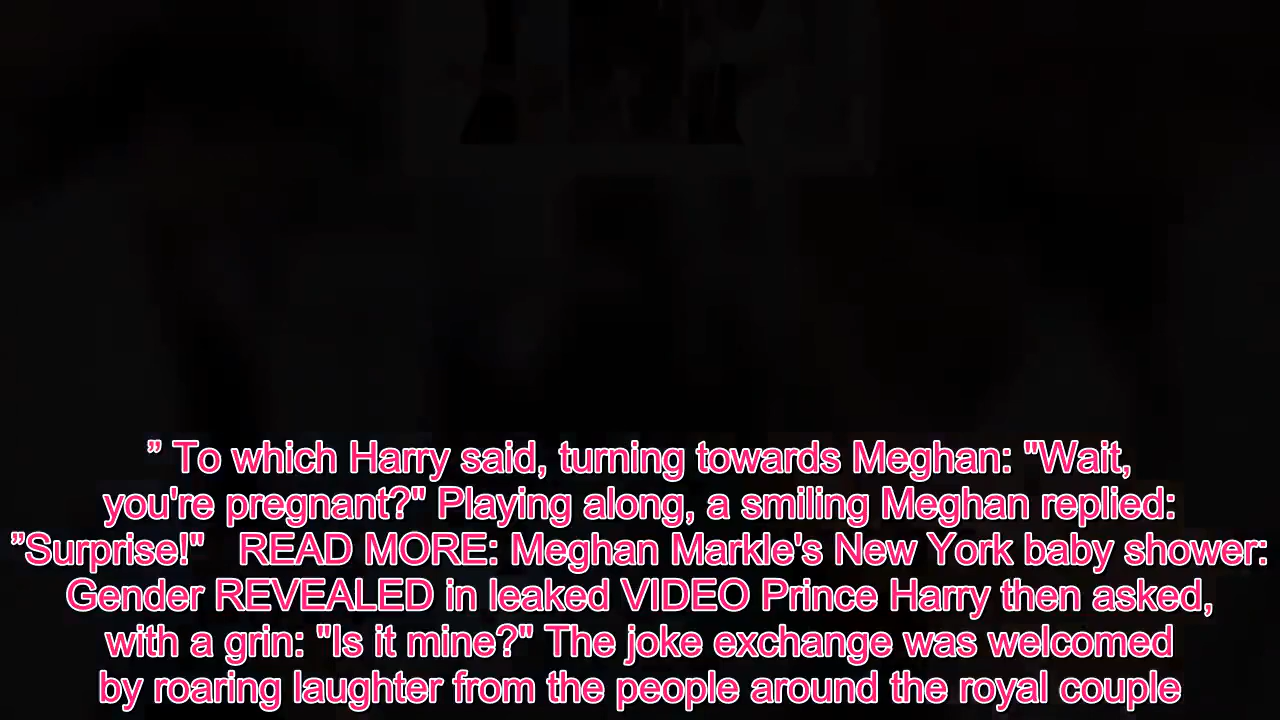 ” To which Harry said, turning towards Meghan: "Wait,
you're pregnant?" Playing along, a smiling Meghan replied:
”Surprise!"   READ MORE: Meghan Markle's New York baby shower:
Gender REVEALED in leaked VIDEO Prince Harry then asked,
with a grin: "Is it mine?" The joke exchange was welcomed
by roaring laughter from the people around the royal couple